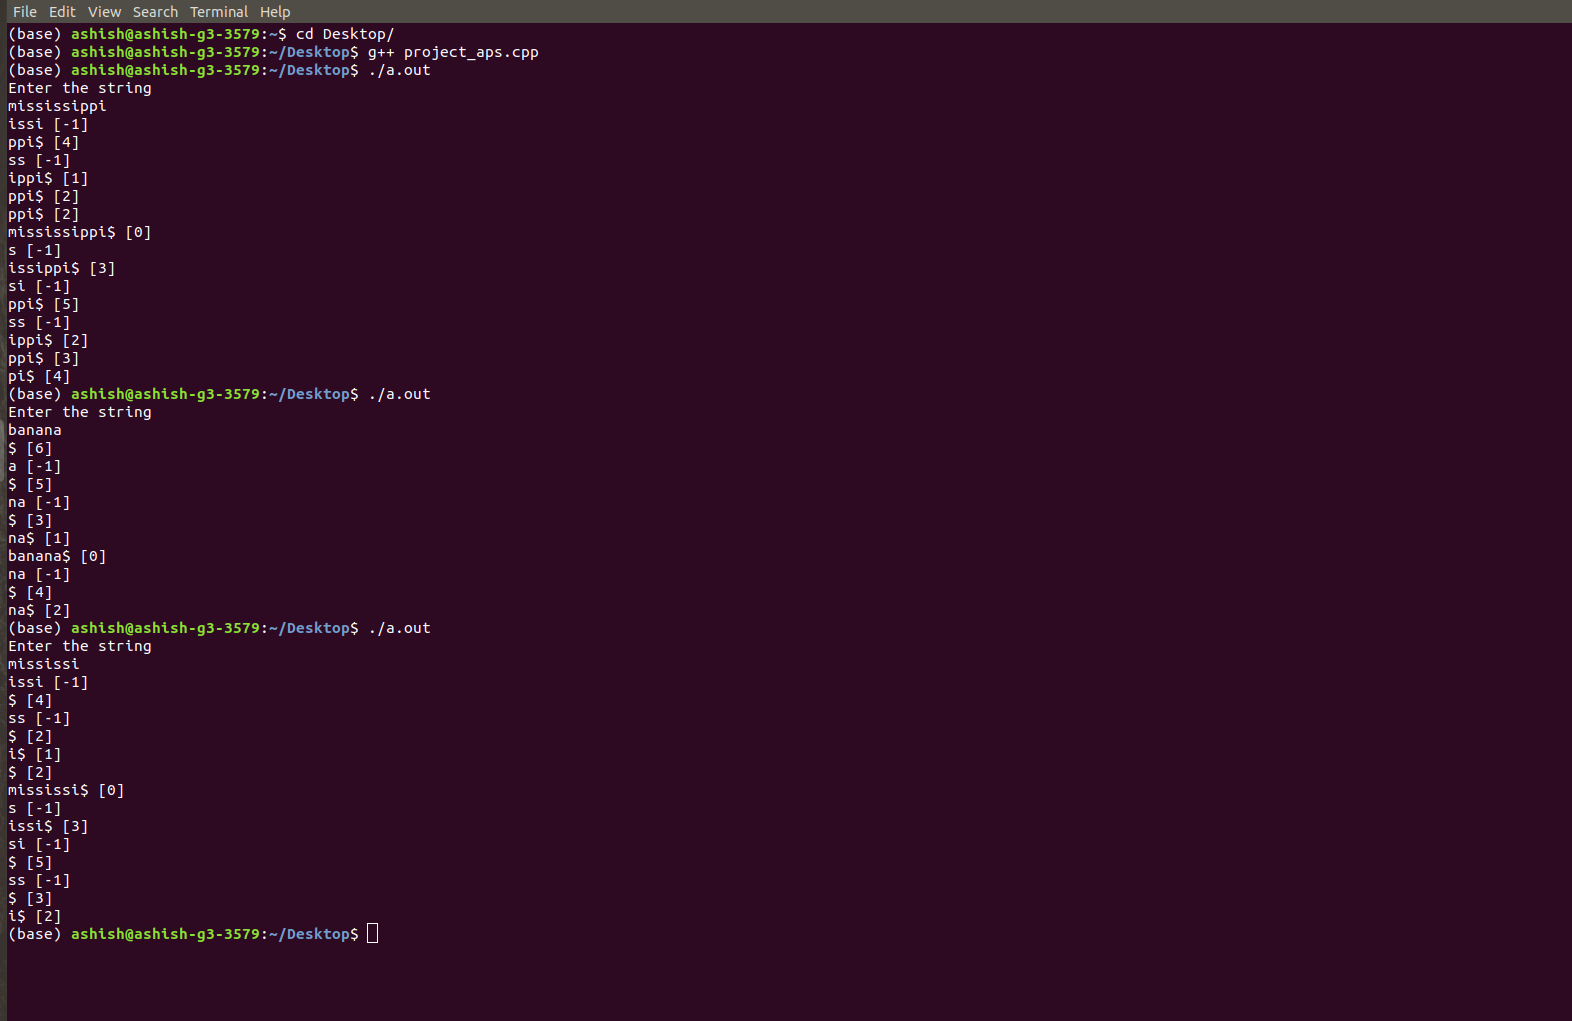 File Edit View Search Terminal Help
(base) ashish@ashish-g3-3579:~$ cd Desktop/
(base) ashish@ashish-g3-3579:~/Desktop$ g++ project_aps.cpp
(base) ashish@ashish-g3-3579:~/Desktop$ ./a.out
Enter the string
mississippi
issi [-1]
ppi$ [4]
ss [-1]
ippi$ [1]
ppi$ [2]
ppi$ [2]
mississippi$ [0]
s [-1]
issippi$ [3]
si [-1]
ppi$ [5]
ss [-1]
ippi$ [2]
ppi$ [3]
pi$ [4]
(base) ashish@ashish-g3-3579:~/Desktop$ ./a.out
Enter the string
banana
$ [6]
a [-1]
$ [5]
na [-1]
$ [3]
na$ [1]
banana$ [0]
na [-1]
$ [4]
na$ [2]
(base) ashish@ashish-g3-3579:~/Desktop$ ./a.out
Enter the string
mississi
issi [-1]
$ [4]
ss [-1]
$ [2]
i$ [1]
$ [2]
mississi$ [0]
s [-1]
issi$ [3]
si [-1]
$ [5]
ss [-1]
$ [3]
i$ [2]
(base) ashish@ashish-g3-3579:~/Desktop$